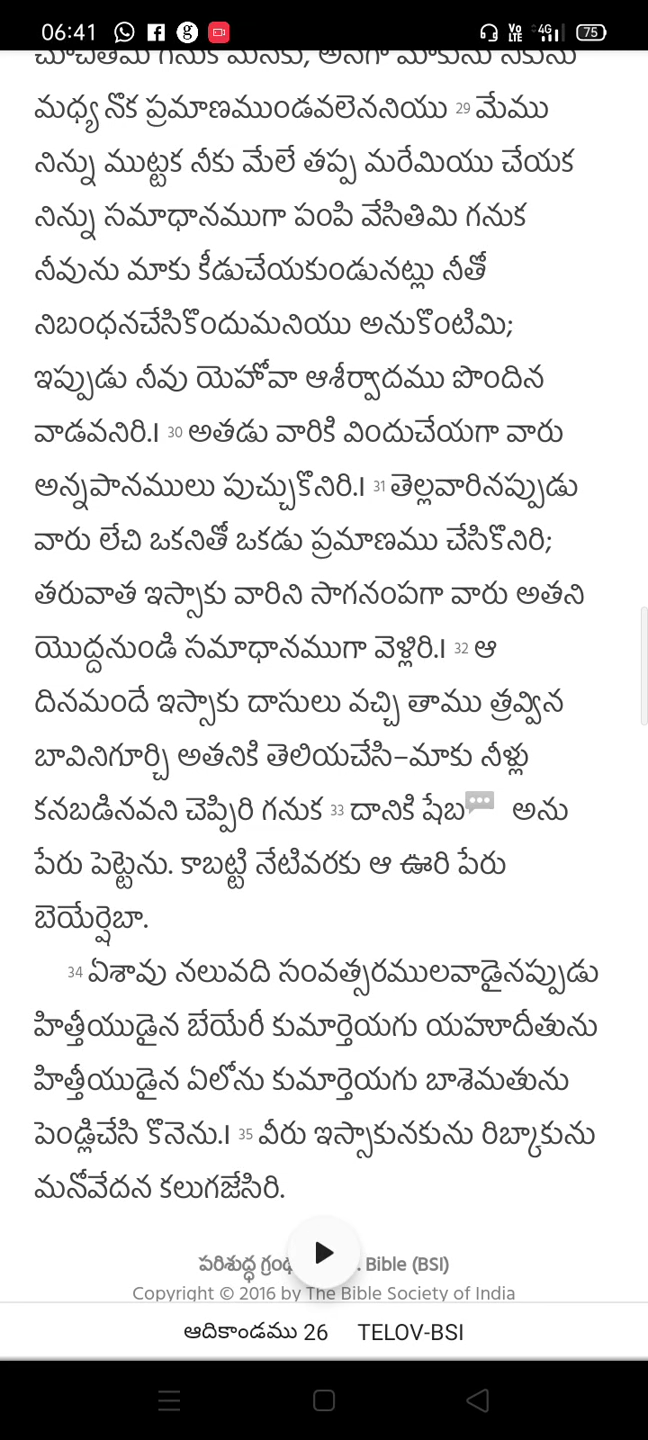 06:41
Vo LTE 4G 75
మధ్య నొక ప్రమాణముండవలెననియు 29 మేము
నిన్ను ముట్టక నీకు మేలే తప్ప మరేమియు చేయక
నిన్ను సమాధానముగా పంపి వేసితిమి గనుక
నీవును మాకు కీడుచేయకుండునట్లు నీతో
నిబంధనచేసికొందుమనియు అనుకొంటిమి;
ఇప్పుడు నీవు యెహోవా ఆశీర్వాదము పొందిన
వాడవనిరి.I 30 అతడు వారికి విందుచేయగా వారు
అన్నపానములు పుచ్చుకొనిరి.I 31 తెల్లవారినప్పుడు
వారు లేచి ఒకనితో ఒకడు ప్రమాణము చేసికొనిరి;
తరువాత ఇస్సాకు వారిని సాగనంపగా వారు అతని
యొద్దనుండి సమాధానముగా వెళ్లిరి.I 32 ఆ
దినమందే ఇస్సాకు దాసులు వచ్చి తాము త్రవ్విన
బావినిగూర్చి అతనికి తెలియచేసి–మాకు నీళ్లు
కనబడినవని చెప్పిరి గనుక 33 దానికి షేబ అను
పేరు పెట్టెను. కాబట్టి నేటివరకు ఆ ఊరి పేరు
బెయేర్షెబా.
34 ఏశావు నలువది సంవత్సరములవాడైనప్పుడు
హిత్తీయుడైన బేయేరీ కుమార్తెయగు యహూదీతును
హిత్తీయుడైన ఏలోను కుమార్తెయగు బాశెమతును
పెండ్లిచేసి కొనెను.I 35 వీరు ఇస్సాకునకును రిబ్కాకును
మనోవేదన కలుగజేసిరి.
పరిశుద్ధ Bible (BSI)
Copyright © 2016 by The Bible Society of India
ఆదికాండము 26 TELOV-BSI